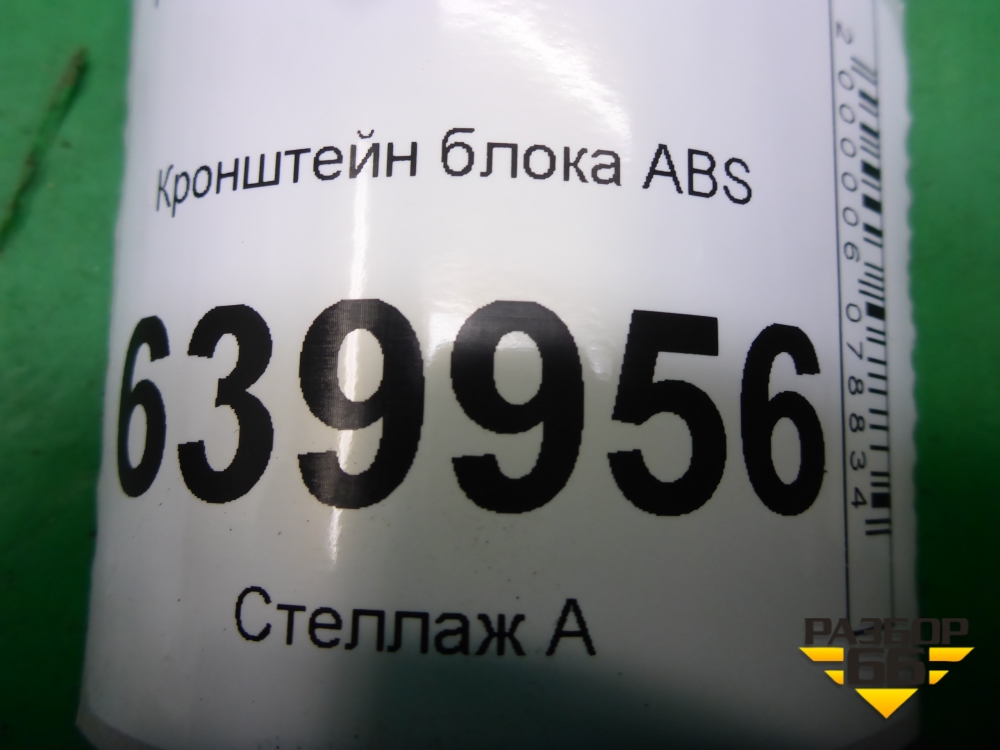 Кронштейн блока ABS
639956
Стеллаж А
2000006078834
РАЗБОР
66